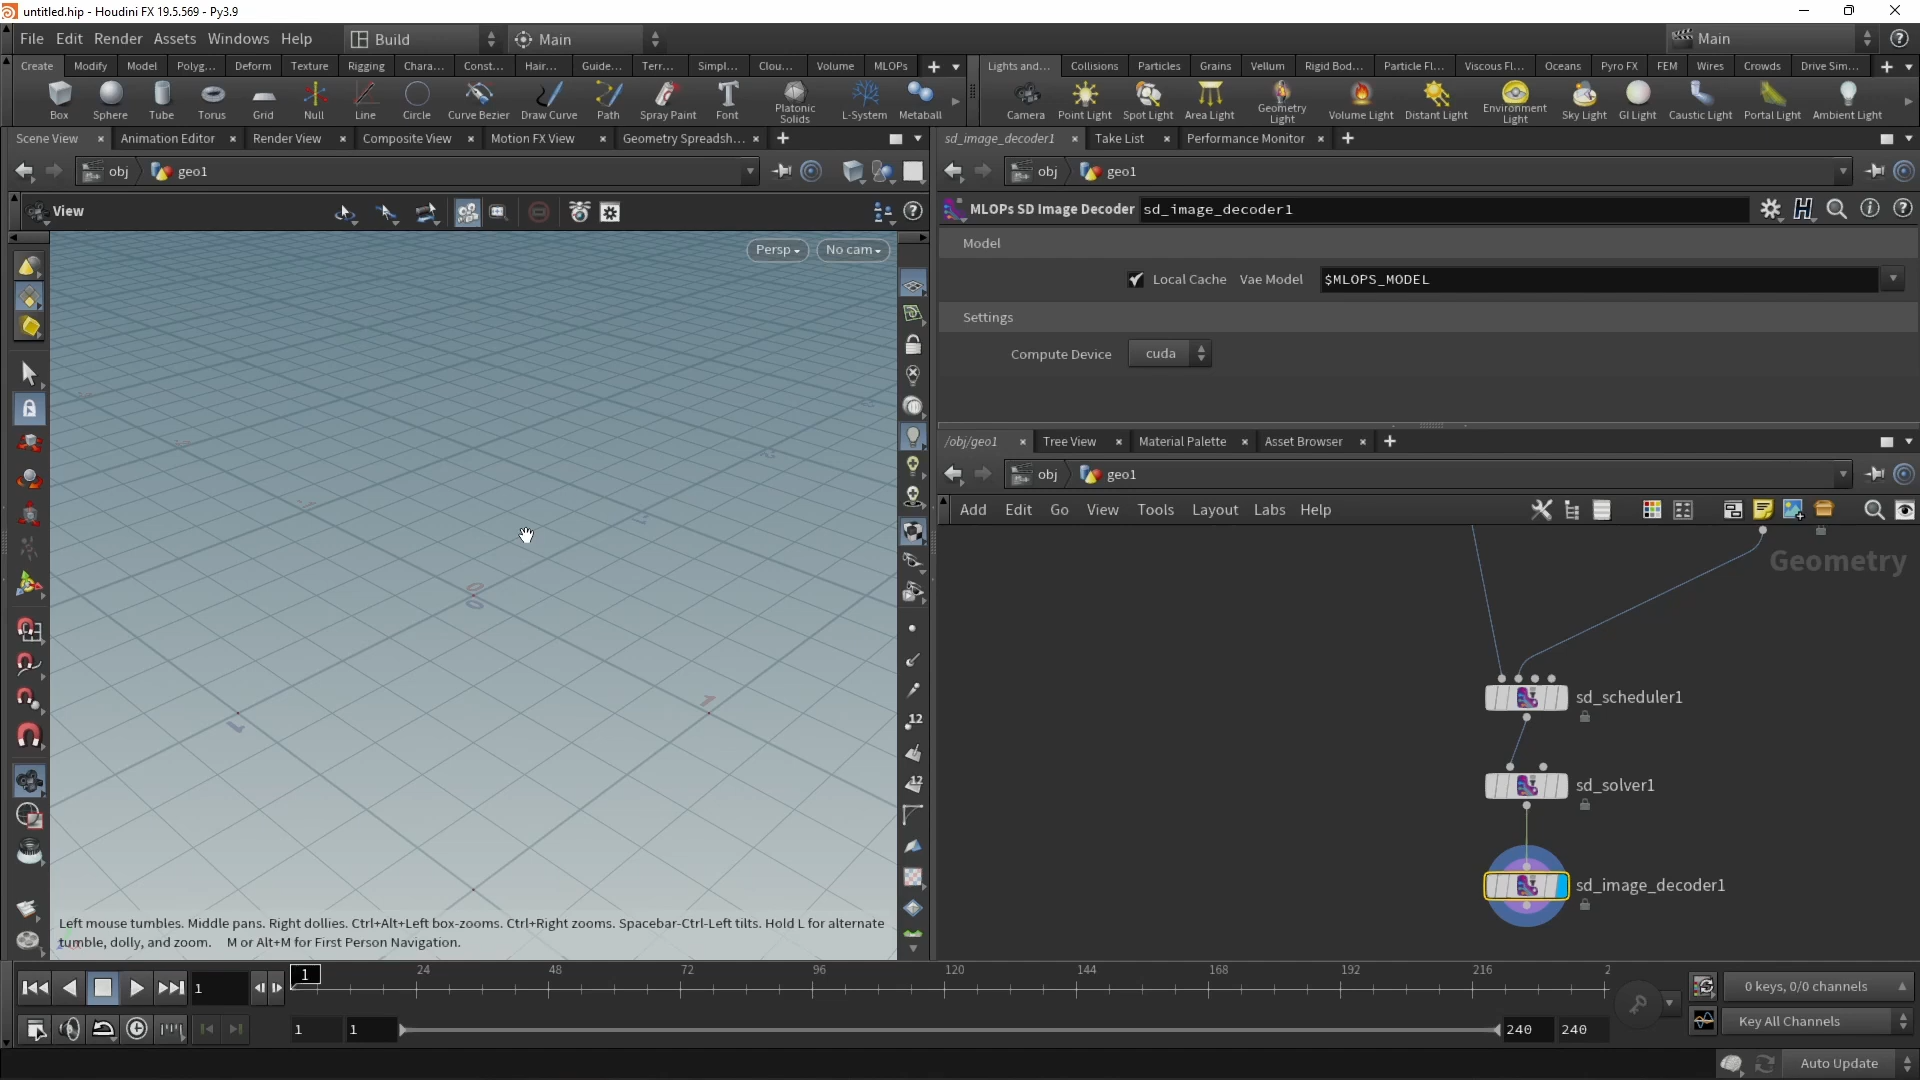 untitled.hip - Houdini FX 19.5.569 - Py3.9
File Edit Render Assets Windows Help Build Main Main
Create Modify Model Polyg... Deform Texture Rigging Chara... Const... Hair... Guide... Terr... Simpl... Clou... Volume MLOPs
Lights and... Collisions Particles Grains Vellum Rigid Bod... Particle Fl... Viscous Fl... Oceans Pyro FX FEM Wires Crowds Drive Sim...
Box Sphere Tube Torus Grid Null Line Circle Curve Bezier Draw Curve Path Spray Paint Font Platonic Solids L-System Metaball
Camera Point Light Spot Light Area Light Geometry Light Volume Light Distant Light Environment Light Sky Light GI Light Caustic Light Portal Light Ambient Light
Scene View Animation Editor Render View Composite View Motion FX View Geometry Spreadsh...
sd_image_decoder1 Take List Performance Monitor
obj geo1
obj geo1
View
MLOPs SD Image Decoder sd_image_decoder1
Persp No cam
Model
Local Cache Vae Model $MLOPS_MODEL
Settings
Compute Device cuda
/obj/geo1 Tree View Material Palette Asset Browser
obj geo1
Add Edit Go View Tools Layout Labs Help
Geometry
sd_scheduler1
sd_solver1
sd_image_decoder1
12
12
0
0
1
1
Left mouse tumbles. Middle pans. Right dollies. Ctrl+Alt+Left box-zooms. Ctrl+Right zooms. Spacebar-Ctrl-Left tilts. Hold L for alternate
tumble, dolly, and zoom. M or Alt+M for First Person Navigation.
1 1 24 48 72 96 120 144 168 192 216 2
0 keys, 0/0 channels
1 1 240 240
Key All Channels
Auto Update